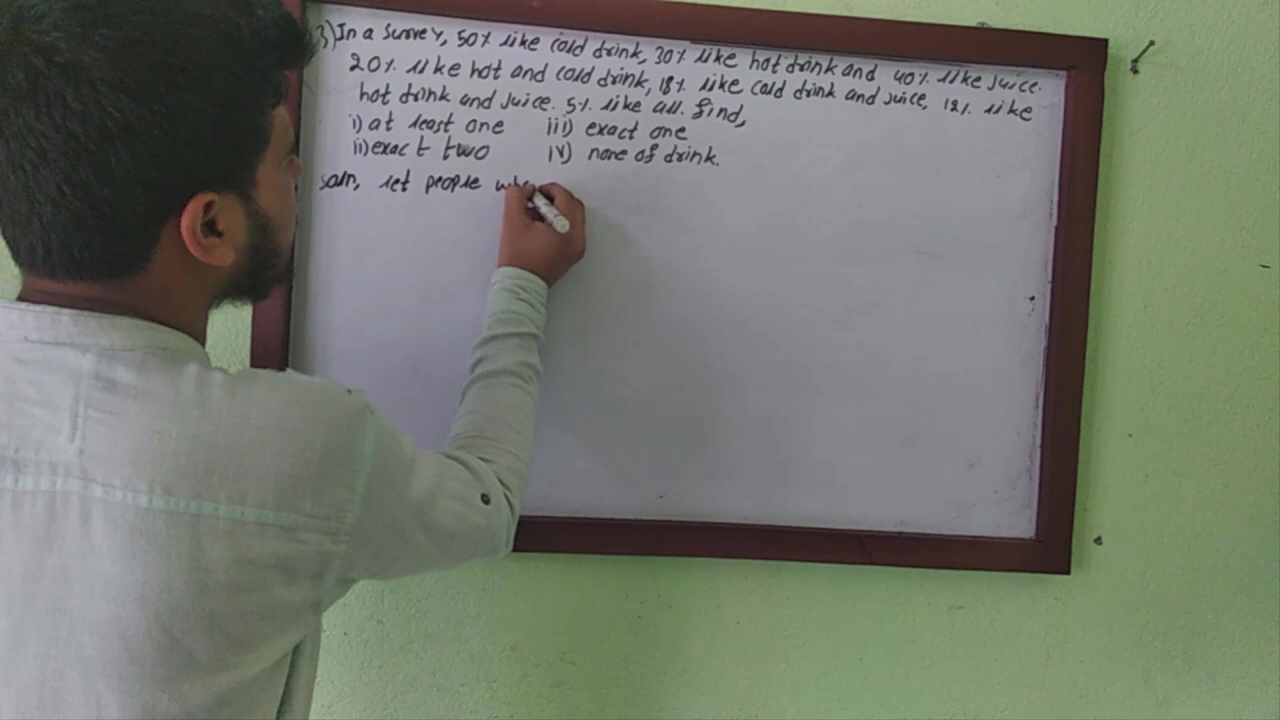 3) In a survey, 50% like cold drink, 30% like hot drink and 40% like juice.
20% like hot and cold drink, 18% like cold drink and juice, 12% like
hot drink and juice. 5% like all. find,
i) at least one iii) exact one
ii) exact two iv) none of drink.
soln, let people